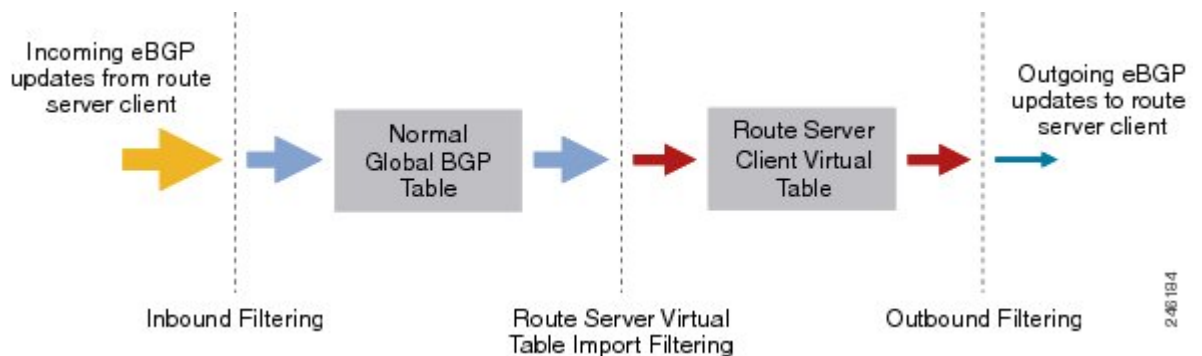 Incoming eBGP
updates from route
server client
Normal
Global BGP
Table
Route Server
Client Virtual
Table
Outgoing eBGP
updates to route
server client
Inbound Filtering
Route Server Virtual
Table Import Filtering
Outbound Filtering
246184